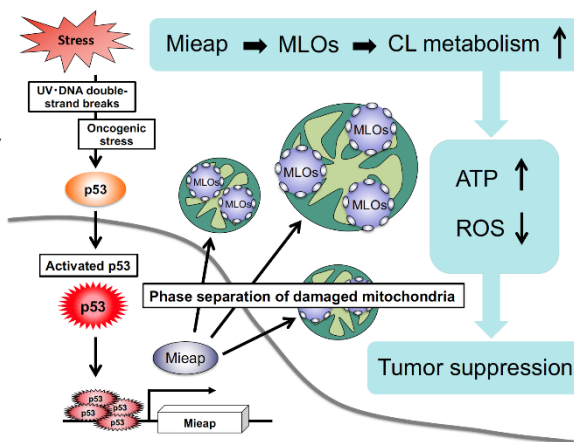 Stress
UV·DNA double-
strand breaks
Oncogenic
stress
p53
Activated p53
p53
p53
p53
p53
p53
p53
Mieap
Mieap
Phase separation of damaged mitochondria
MLOs
MLOs
MLOs
MLOs
MLOs
Mieap ➡ MLOs ➡ CL metabolism ↑
ATP ↑
ROS ↓
Tumor suppression